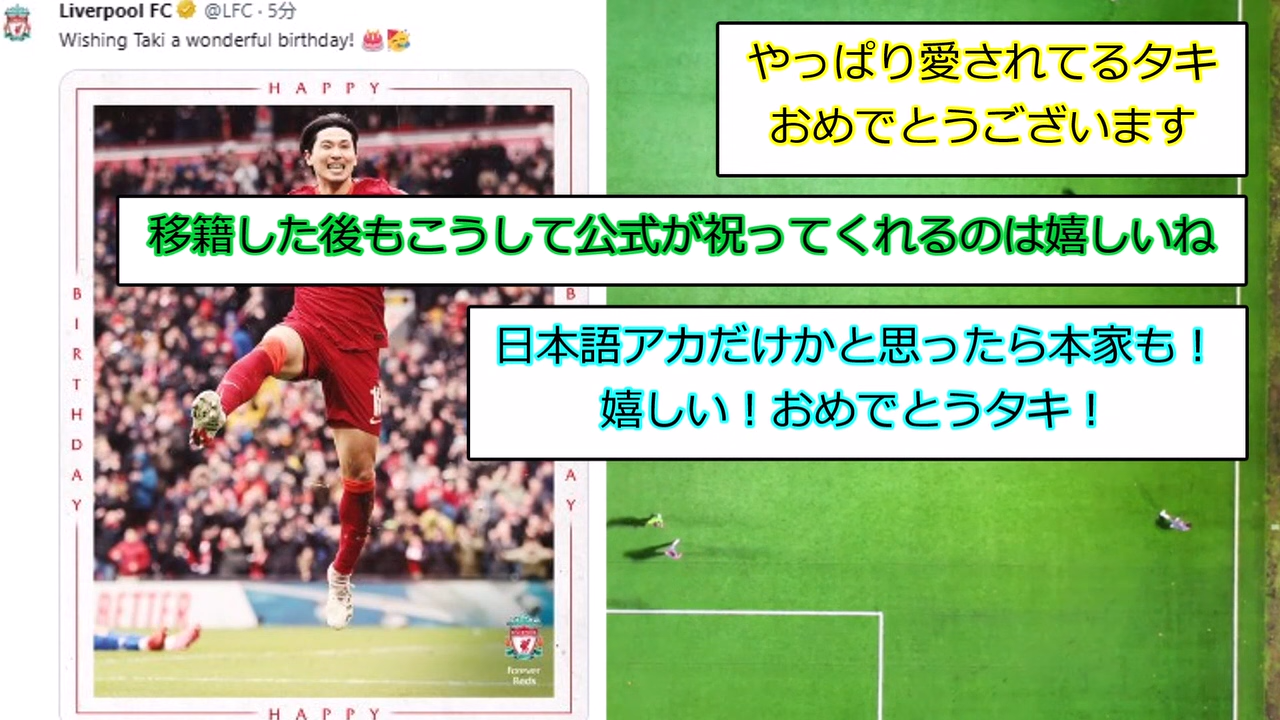 Liverpool FC @LFC · 5分
Wishing Taki a wonderful birthday!
HAPPY
BIRTHDAY
BETTER
Forever
Reds
HAPPY
やっぱり愛されてるタキ
おめでとうございます
移籍した後もこうして公式が祝ってくれるのは嬉しいね
日本語アカだけかと思ったら本家も！
嬉しい！おめでとうタキ！